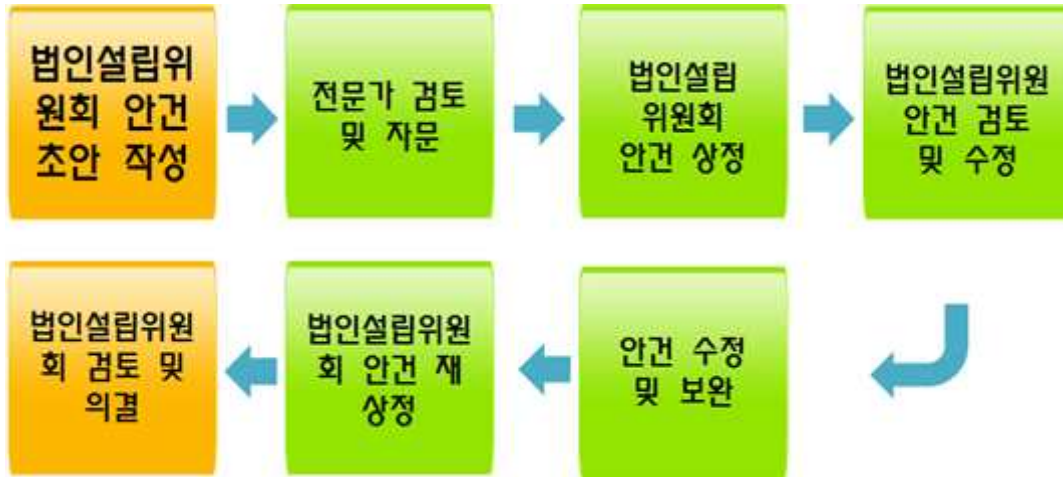 법인설립위
원회 안건
초안 작성
전문가 검토
및 자문
법인설립
위원회
안건 상정
법인설립위원
안건 검토
및 수정
안건 수정
및 보완
법인설립위원
회 안건 재
상정
법인설립위원
회 검토 및
의결